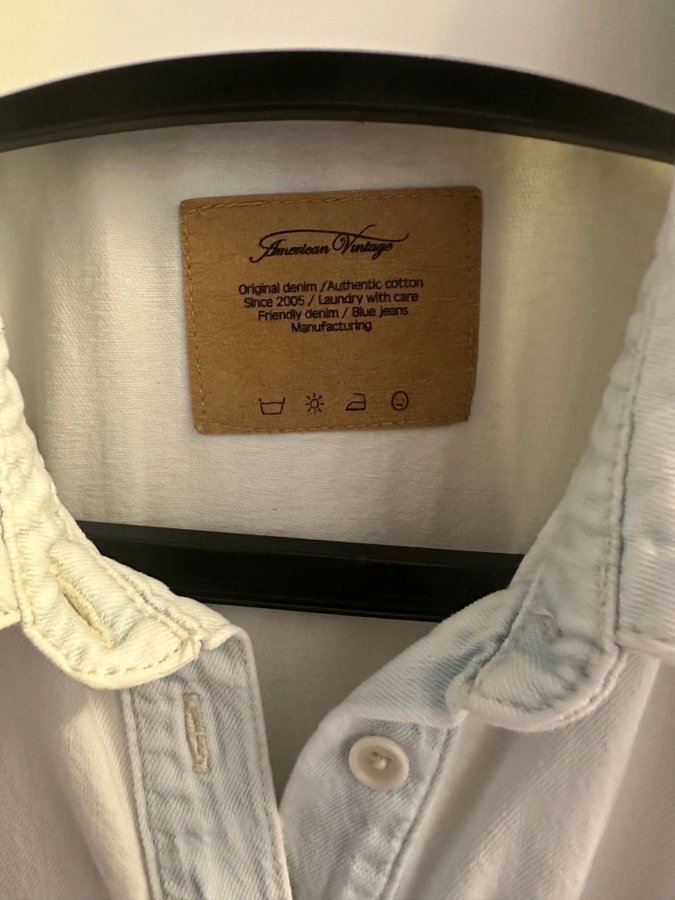 American Vintage
Original denim /Authentic cotton
Since 2005 / Laundry with care
Friendly denim / Blue jeans
Manufacturing